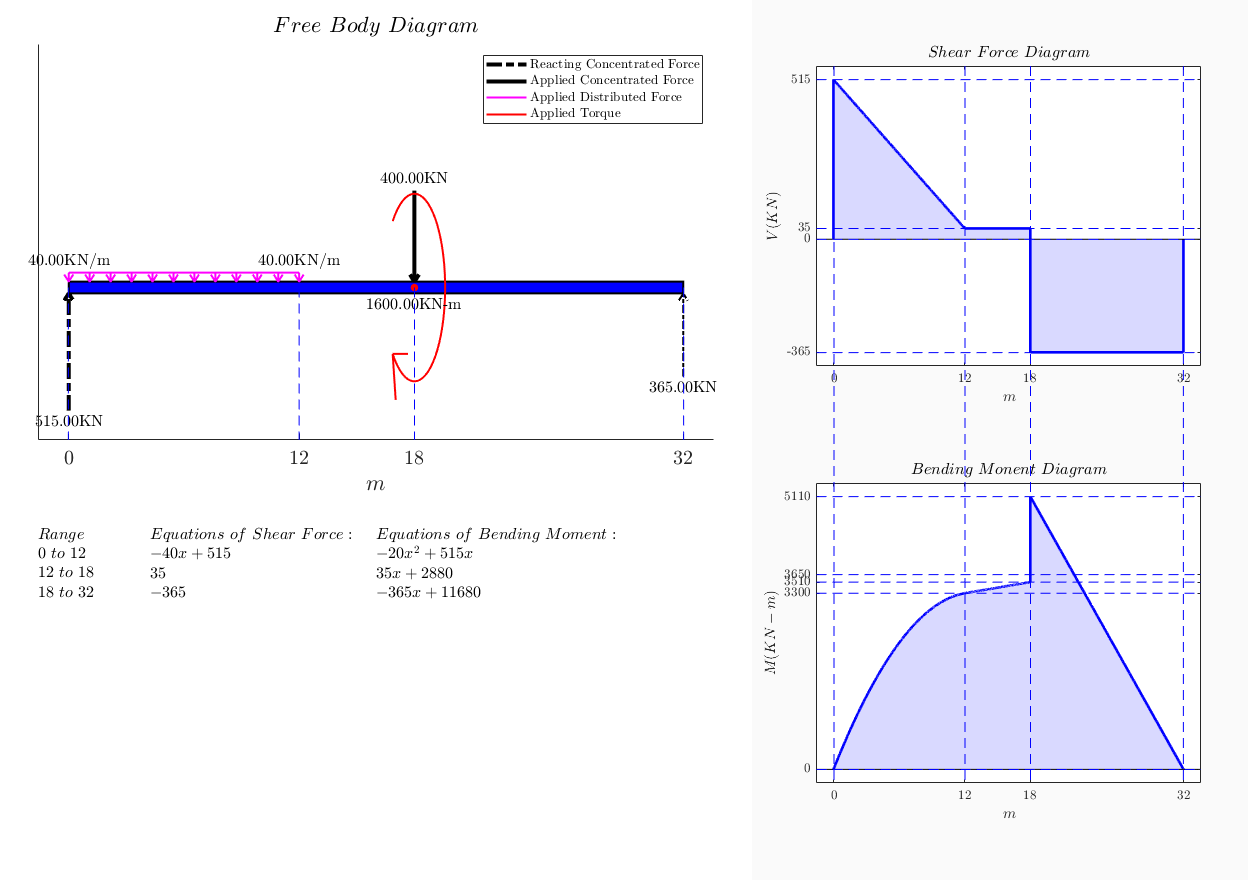 Free Body Diagram
Reacting Concentrated Force
Applied Concentrated Force
Applied Distributed Force
Applied Torque
400.00KN
40.00KN/m
40.00KN/m
1600.00KN-m
365.00KN
515.00KN
0 12 18 32
m
Range Equations of Shear Force : Equations of Bending Moment :
0 to 12 −40x + 515 −20x² + 515x
12 to 18 35 35x + 2880
18 to 32 −365 −365x + 11680
Shear Force Diagram
515
35
0
-365
V(KN)
0 12 18 32
m
Bending Monent Diagram
5110
3650
3510
3300
0
M(KN − m)
0 12 18 32
m